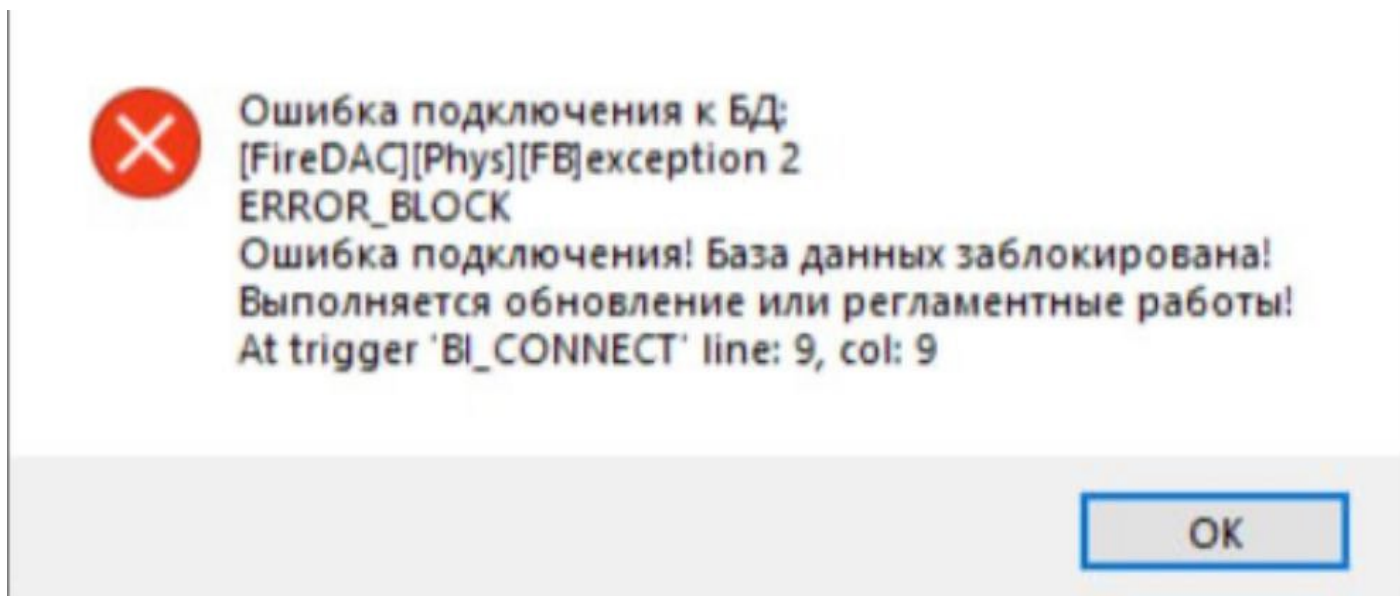 Ошибка подключения к БД:
[FireDAC][Phys][FB]exception 2
ERROR_BLOCK
Ошибка подключения! База данных заблокирована!
Выполняется обновление или регламентные работы!
At trigger 'BI_CONNECT' line: 9, col: 9
OK